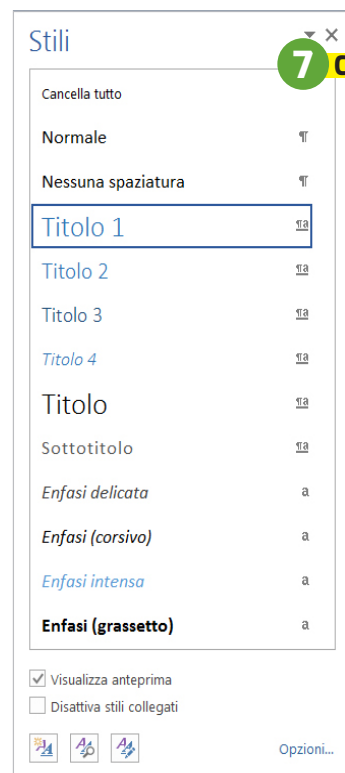 Stili
7
Cancella tutto
Normale ¶
Nessuna spaziatura ¶
Titolo 1 ¶a
Titolo 2 ¶a
Titolo 3 ¶a
Titolo 4 ¶a
Titolo ¶a
Sottotitolo ¶a
Enfasi delicata a
Enfasi (corsivo) a
Enfasi intensa a
Enfasi (grassetto) a
Visualizza anteprima
Disattiva stili collegati
Opzioni...